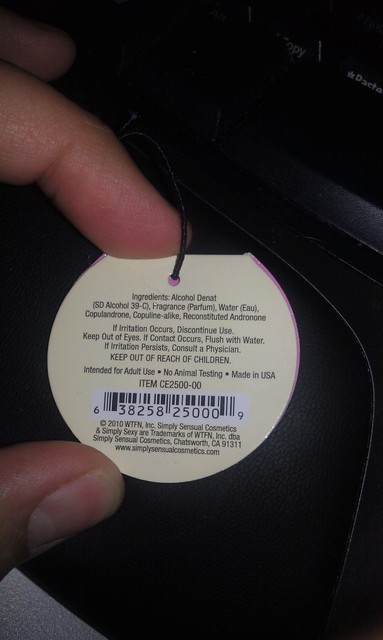 Copy
Ingredients: Alcohol Denat
(SD Alcohol 39-C), Fragrance (Parfum), Water (Eau),
Copulandrone, Copuline-alike, Reconstituted Andronone
If Irritation Occurs, Discontinue Use.
Keep Out of Eyes. If Contact Occurs, Flush with Water.
If Irritation Persists, Consult a Physician.
KEEP OUT OF REACH OF CHILDREN.
Intended for Adult Use • No Animal Testing • Made in USA
ITEM CE2500-00
6 38258 25000 9
© 2010 WTFN, Inc. Simply Sensual Cosmetics
& Simply Sexy are Trademarks of WTFN, Inc. dba
Simply Sensual Cosmetics, Chatsworth, CA 91311
www.simplysensualcosmetics.com